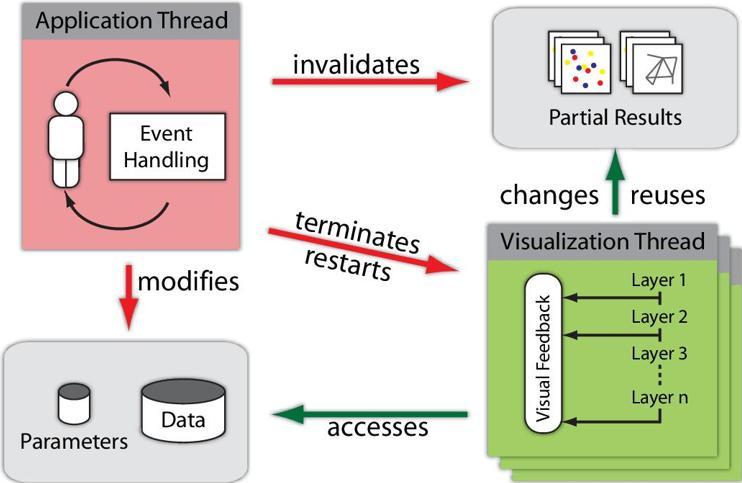 Application Thread
Event
Handling
invalidates
Partial Results
changes reuses
terminates
restarts
modifies
Visualization Thread
Visual Feedback
Layer 1
Layer 2
Layer 3
Layer n
Parameters
Data
accesses